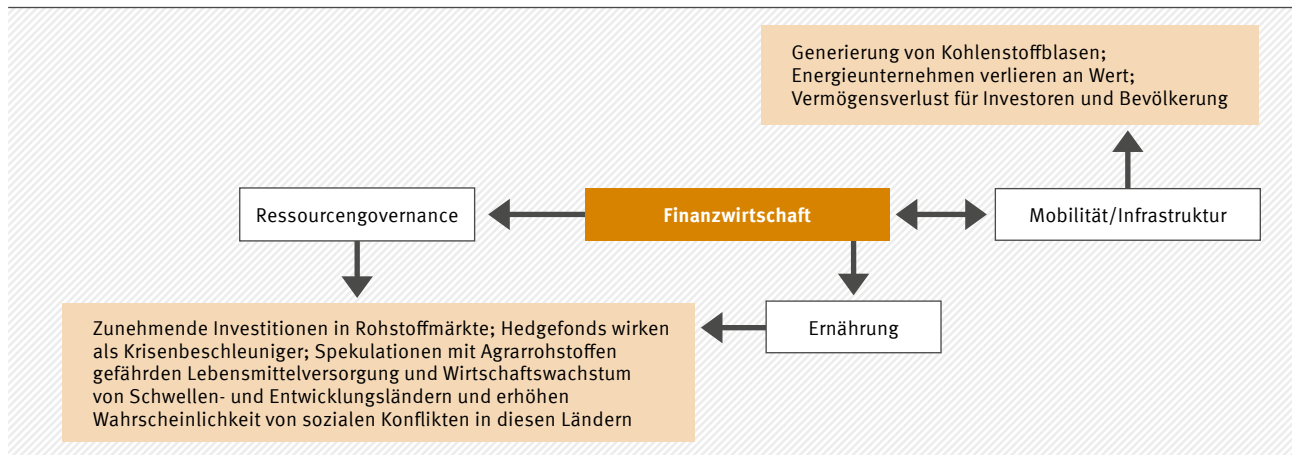 Generierung von Kohlenstoffblasen;
Energieunternehmen verlieren an Wert;
Vermögensverlust für Investoren und Bevölkerung
Ressourcengovernance
Finanzwirtschaft
Mobilität/Infrastruktur
Zunehmende Investitionen in Rohstoffmärkte; Hedgefonds wirken
als Krisenbeschleuniger; Spekulationen mit Agrarrohstoffen
gefährden Lebensmittelversorgung und Wirtschaftswachstum
von Schwellen- und Entwicklungsländern und erhöhen
Wahrscheinlichkeit von sozialen Konflikten in diesen Ländern
Ernährung